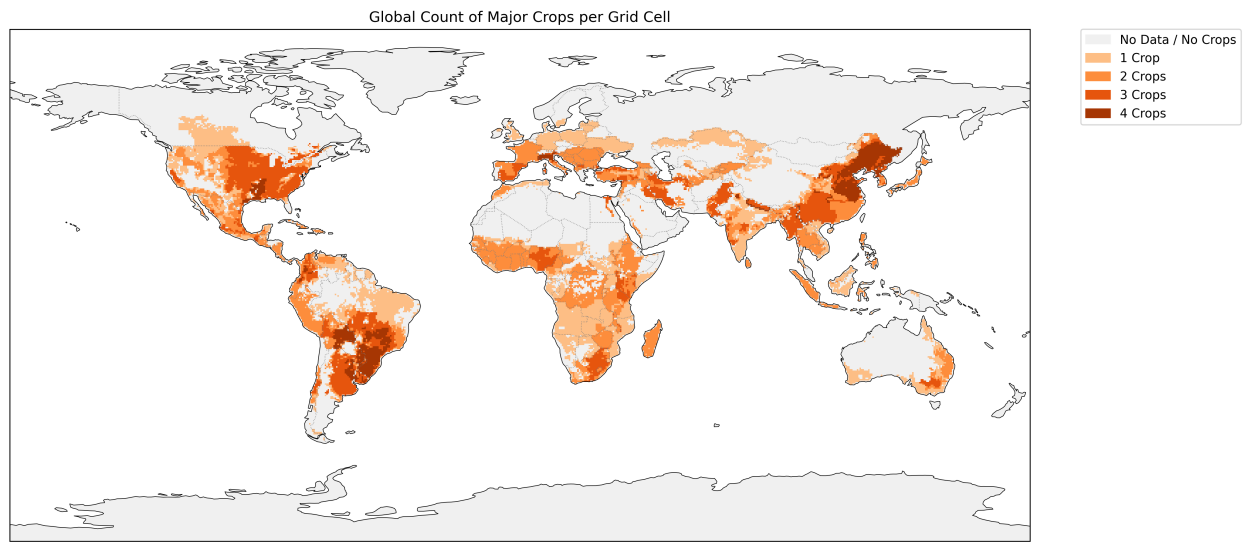 Global Count of Major Crops per Grid Cell
No Data / No Crops
1 Crop
2 Crops
3 Crops
4 Crops